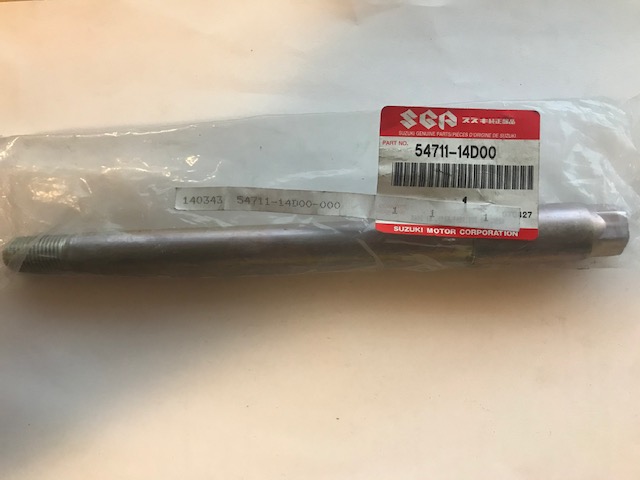 SGP スズキ純正部品
SUZUKI GENUINE PARTS/PIÈCES D'ORIGINE DE SUZUKI
PART NO. 54711-14D00
1 1 1
SUZUKI MOTOR CORPORATION
140343 54711-14D00-000